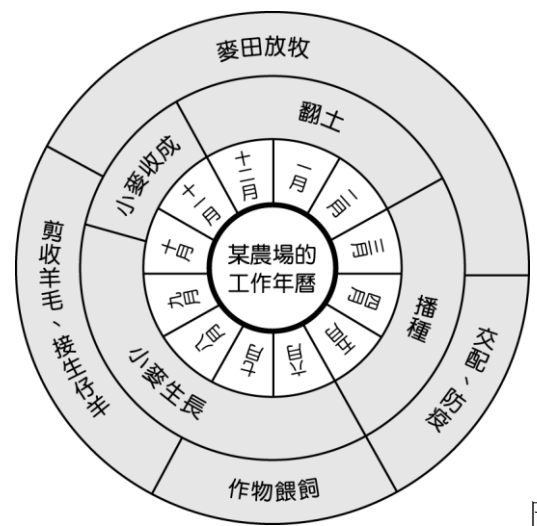 麥田放牧
翻土
小麥收成
十二月
一月
二月
三月
四月
五月
六月
七月
八月
九月
十月
十一月
某農場的
工作年曆
播種
小麥生長
剪收羊毛、接生仔羊
交配、防疫
作物餵飼